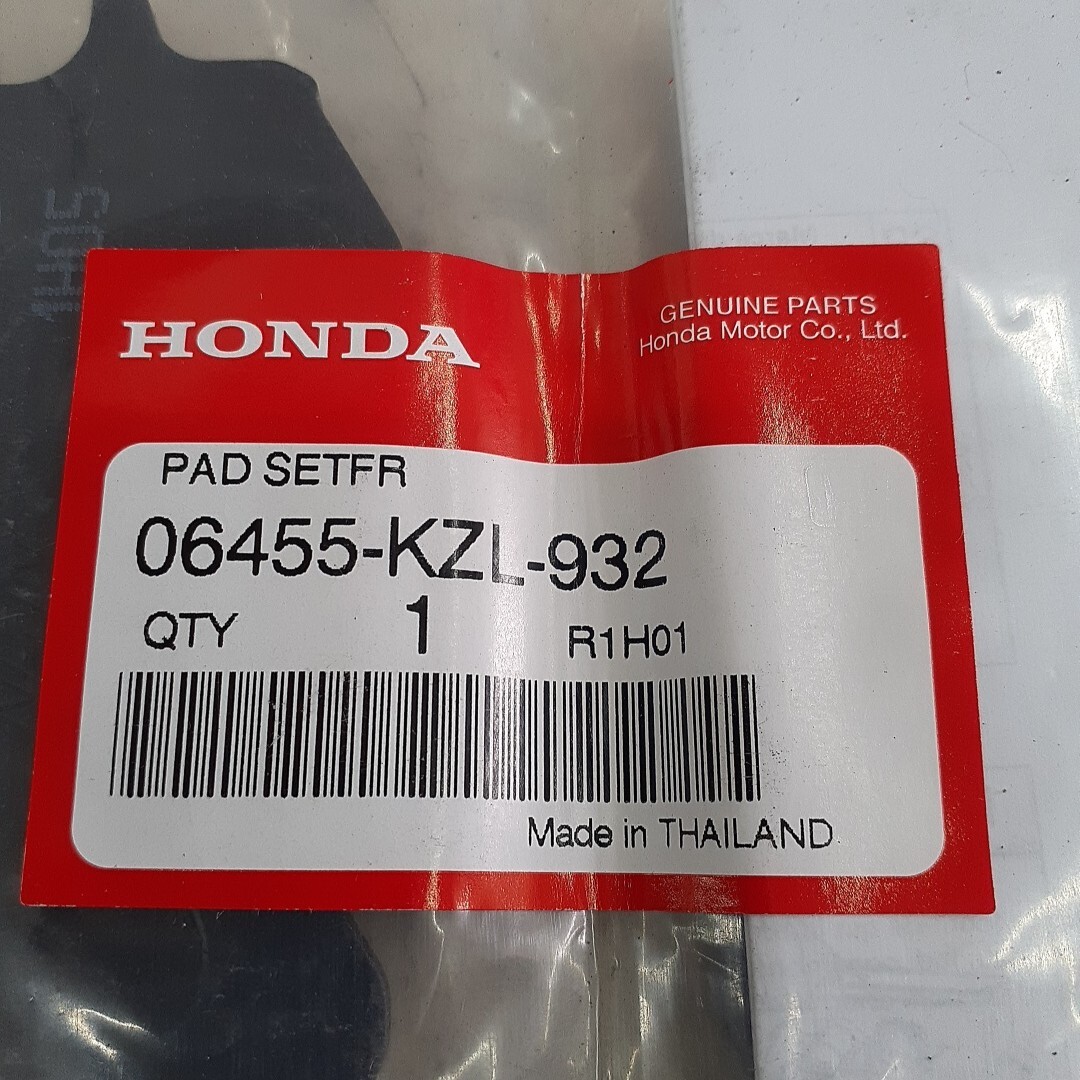 HONDA
GENUINE PARTS
Honda Motor Co., Ltd.
PAD SETFR
06455-KZL-932
QTY 1 R1H01
Made in THAILAND